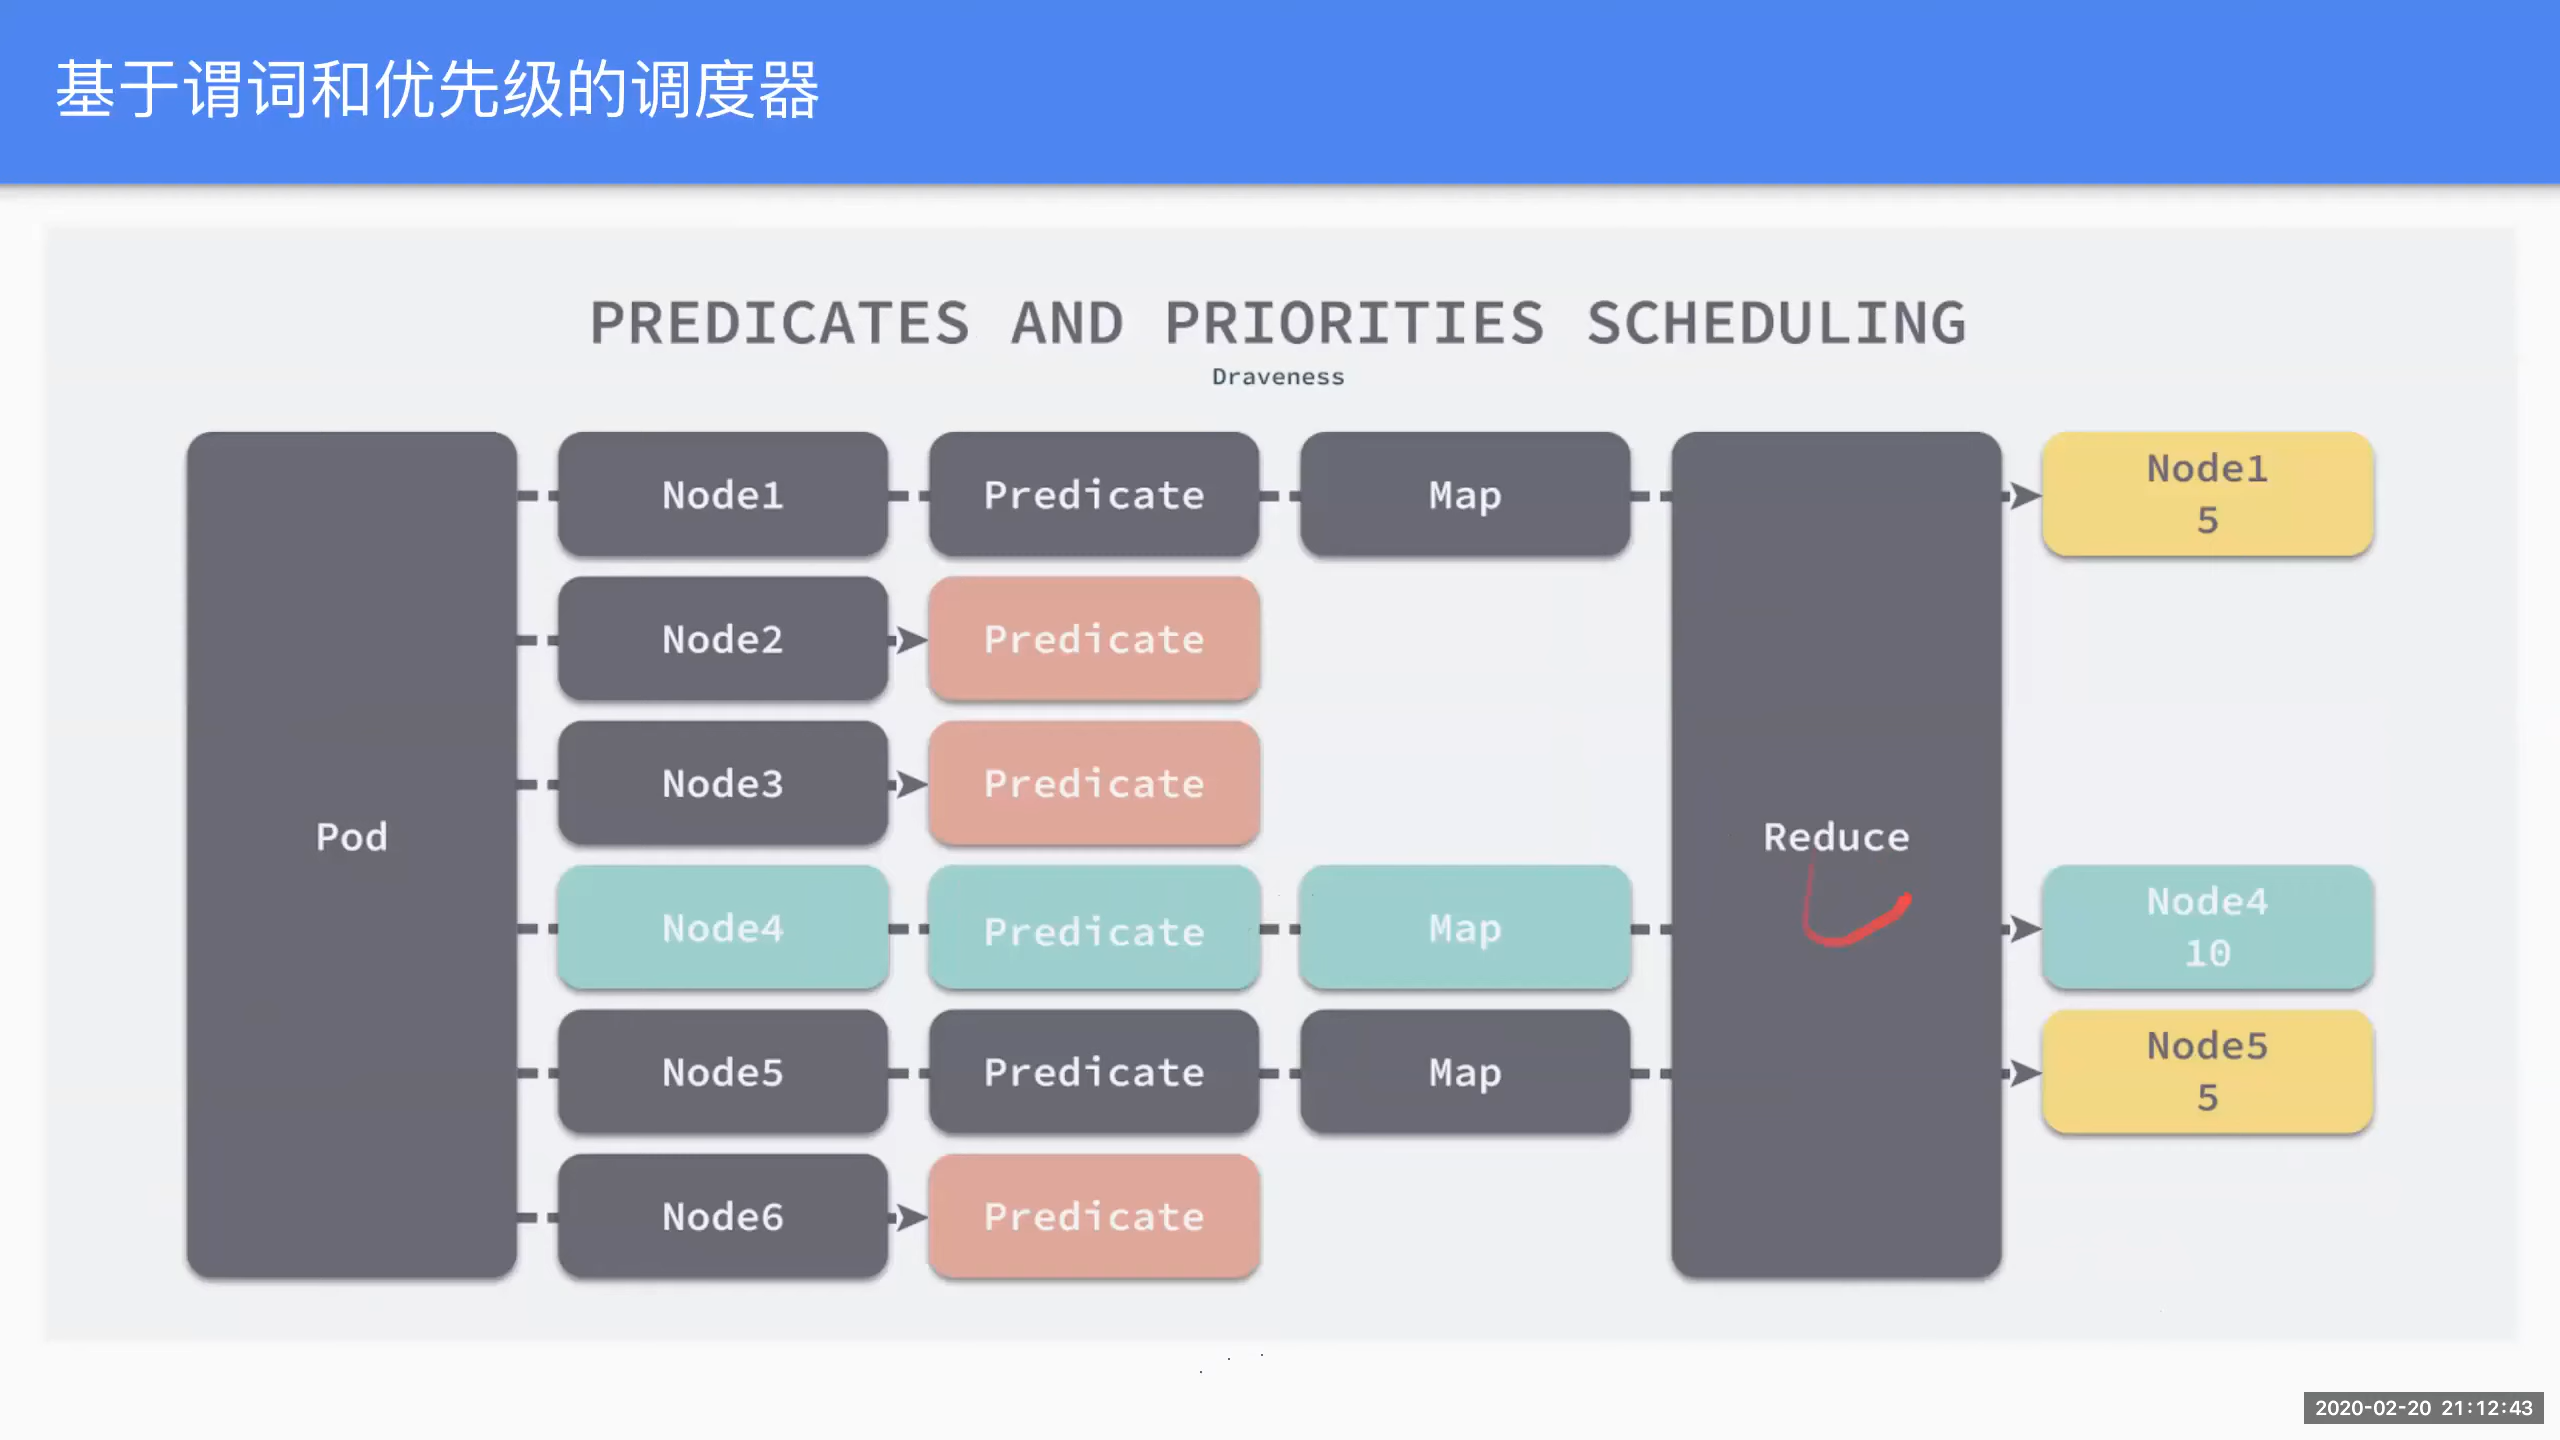 基于谓词和优先级的调度器
PREDICATES AND PRIORITIES SCHEDULING
Draveness
Pod
Node1
Predicate
Map
Node2
Predicate
Node3
Predicate
Node4
Predicate
Map
Node5
Predicate
Map
Node6
Predicate
Reduce
Node1
5
Node4
10
Node5
5
2020-02-20 21:12:43